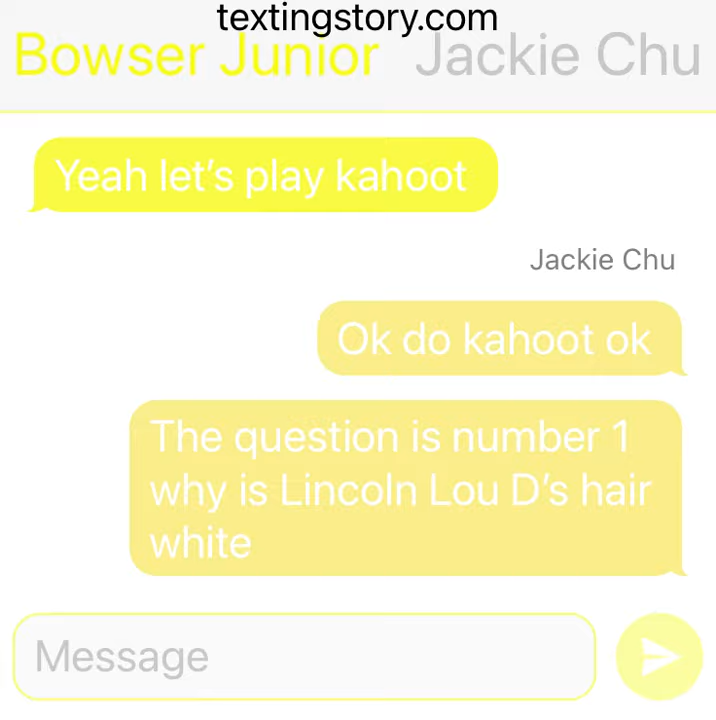 textingstory.com
Bowser Junior Jackie Chu
Yeah let's play kahoot
Jackie Chu
Ok do kahoot ok
The question is number 1
why is Lincoln Lou D's hair
white
Message